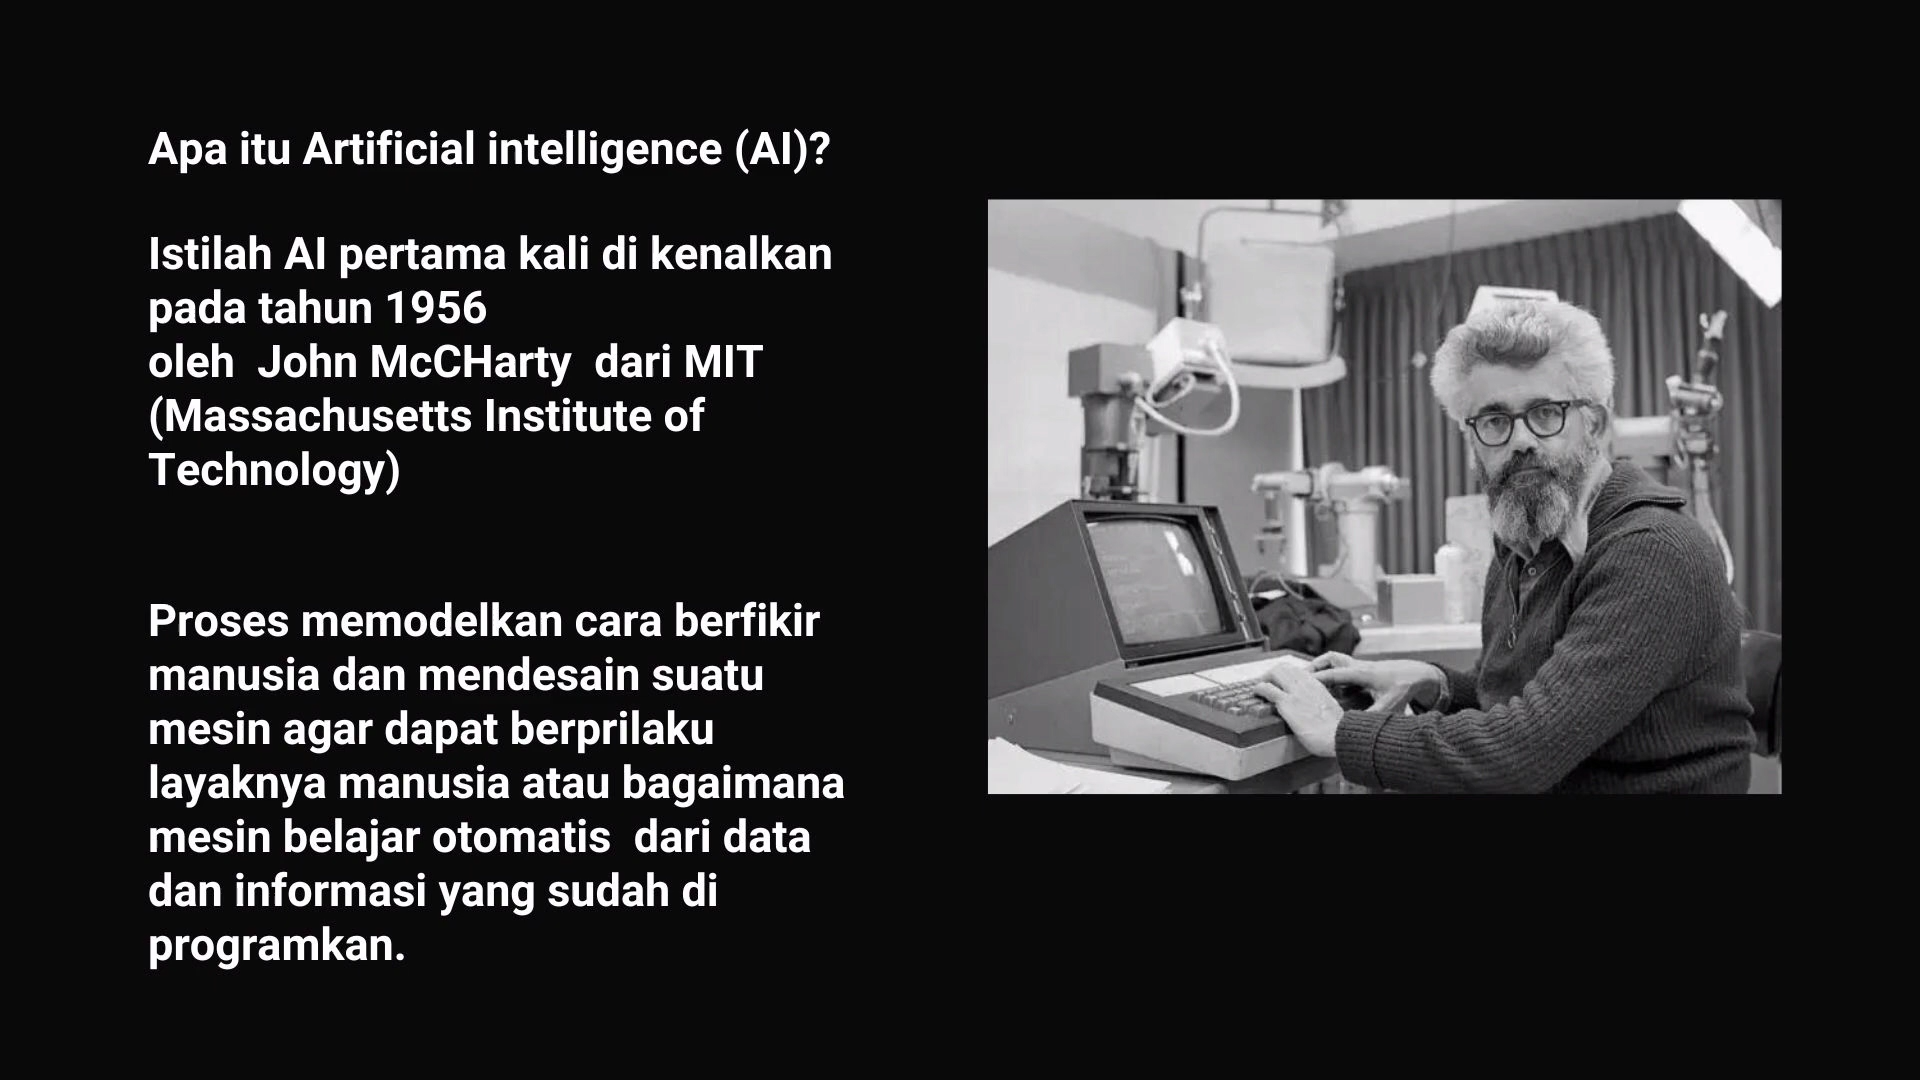 Apa itu Artificial intelligence (AI)?
Istilah AI pertama kali di kenalkan
pada tahun 1956
oleh  John McCHarty  dari MIT
(Massachusetts Institute of
Technology)
Proses memodelkan cara berfikir
manusia dan mendesain suatu
mesin agar dapat berprilaku
layaknya manusia atau bagaimana
mesin belajar otomatis  dari data
dan informasi yang sudah di
programkan.